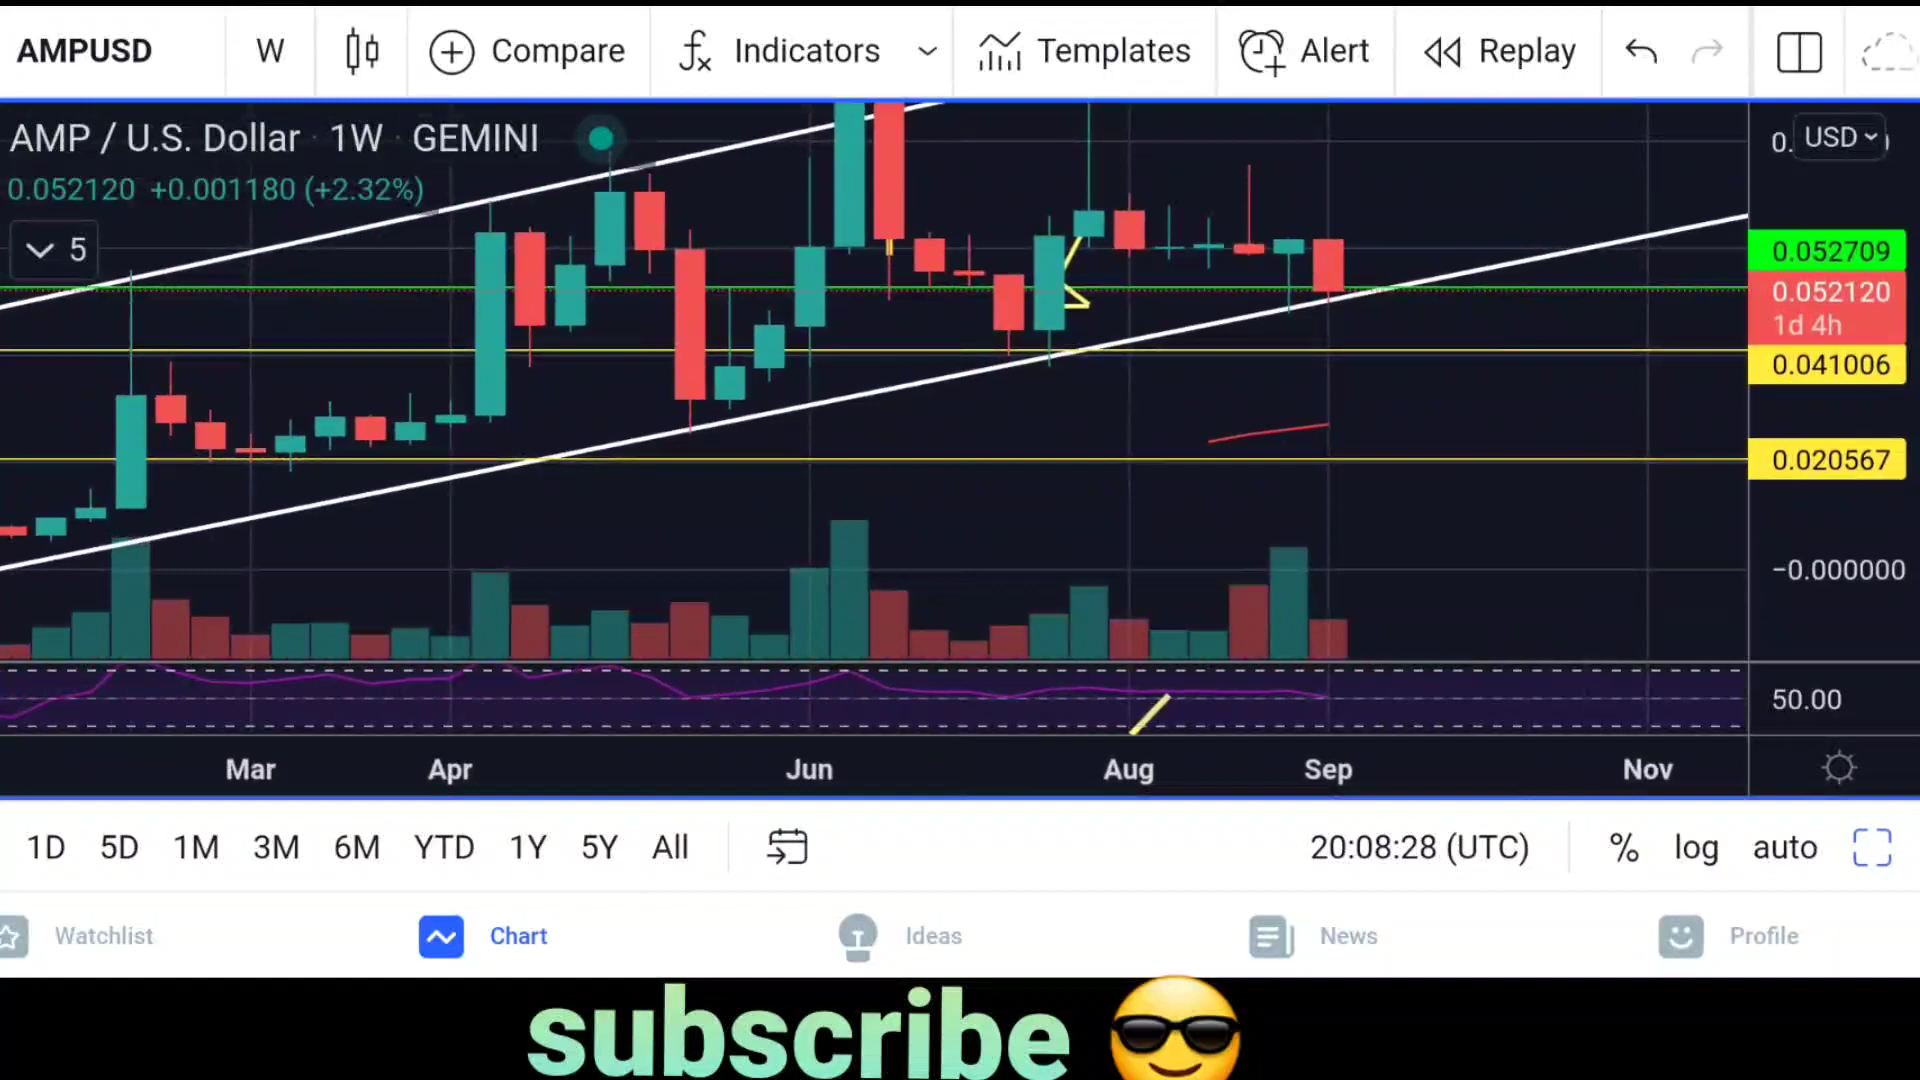 AMPUSD W Compare Indicators Templates Alert Replay
AMP / U.S. Dollar · 1W · GEMINI
0. USD
0.052120 +0.001180 (+2.32%)
5
0.052709
0.052120
1d 4h
0.041006
0.020567
−0.000000
50.00
Mar Apr Jun Aug Sep Nov
1D 5D 1M 3M 6M YTD 1Y 5Y All 20:08:28 (UTC) % log auto
Watchlist Chart Ideas News Profile
subscribe 😎